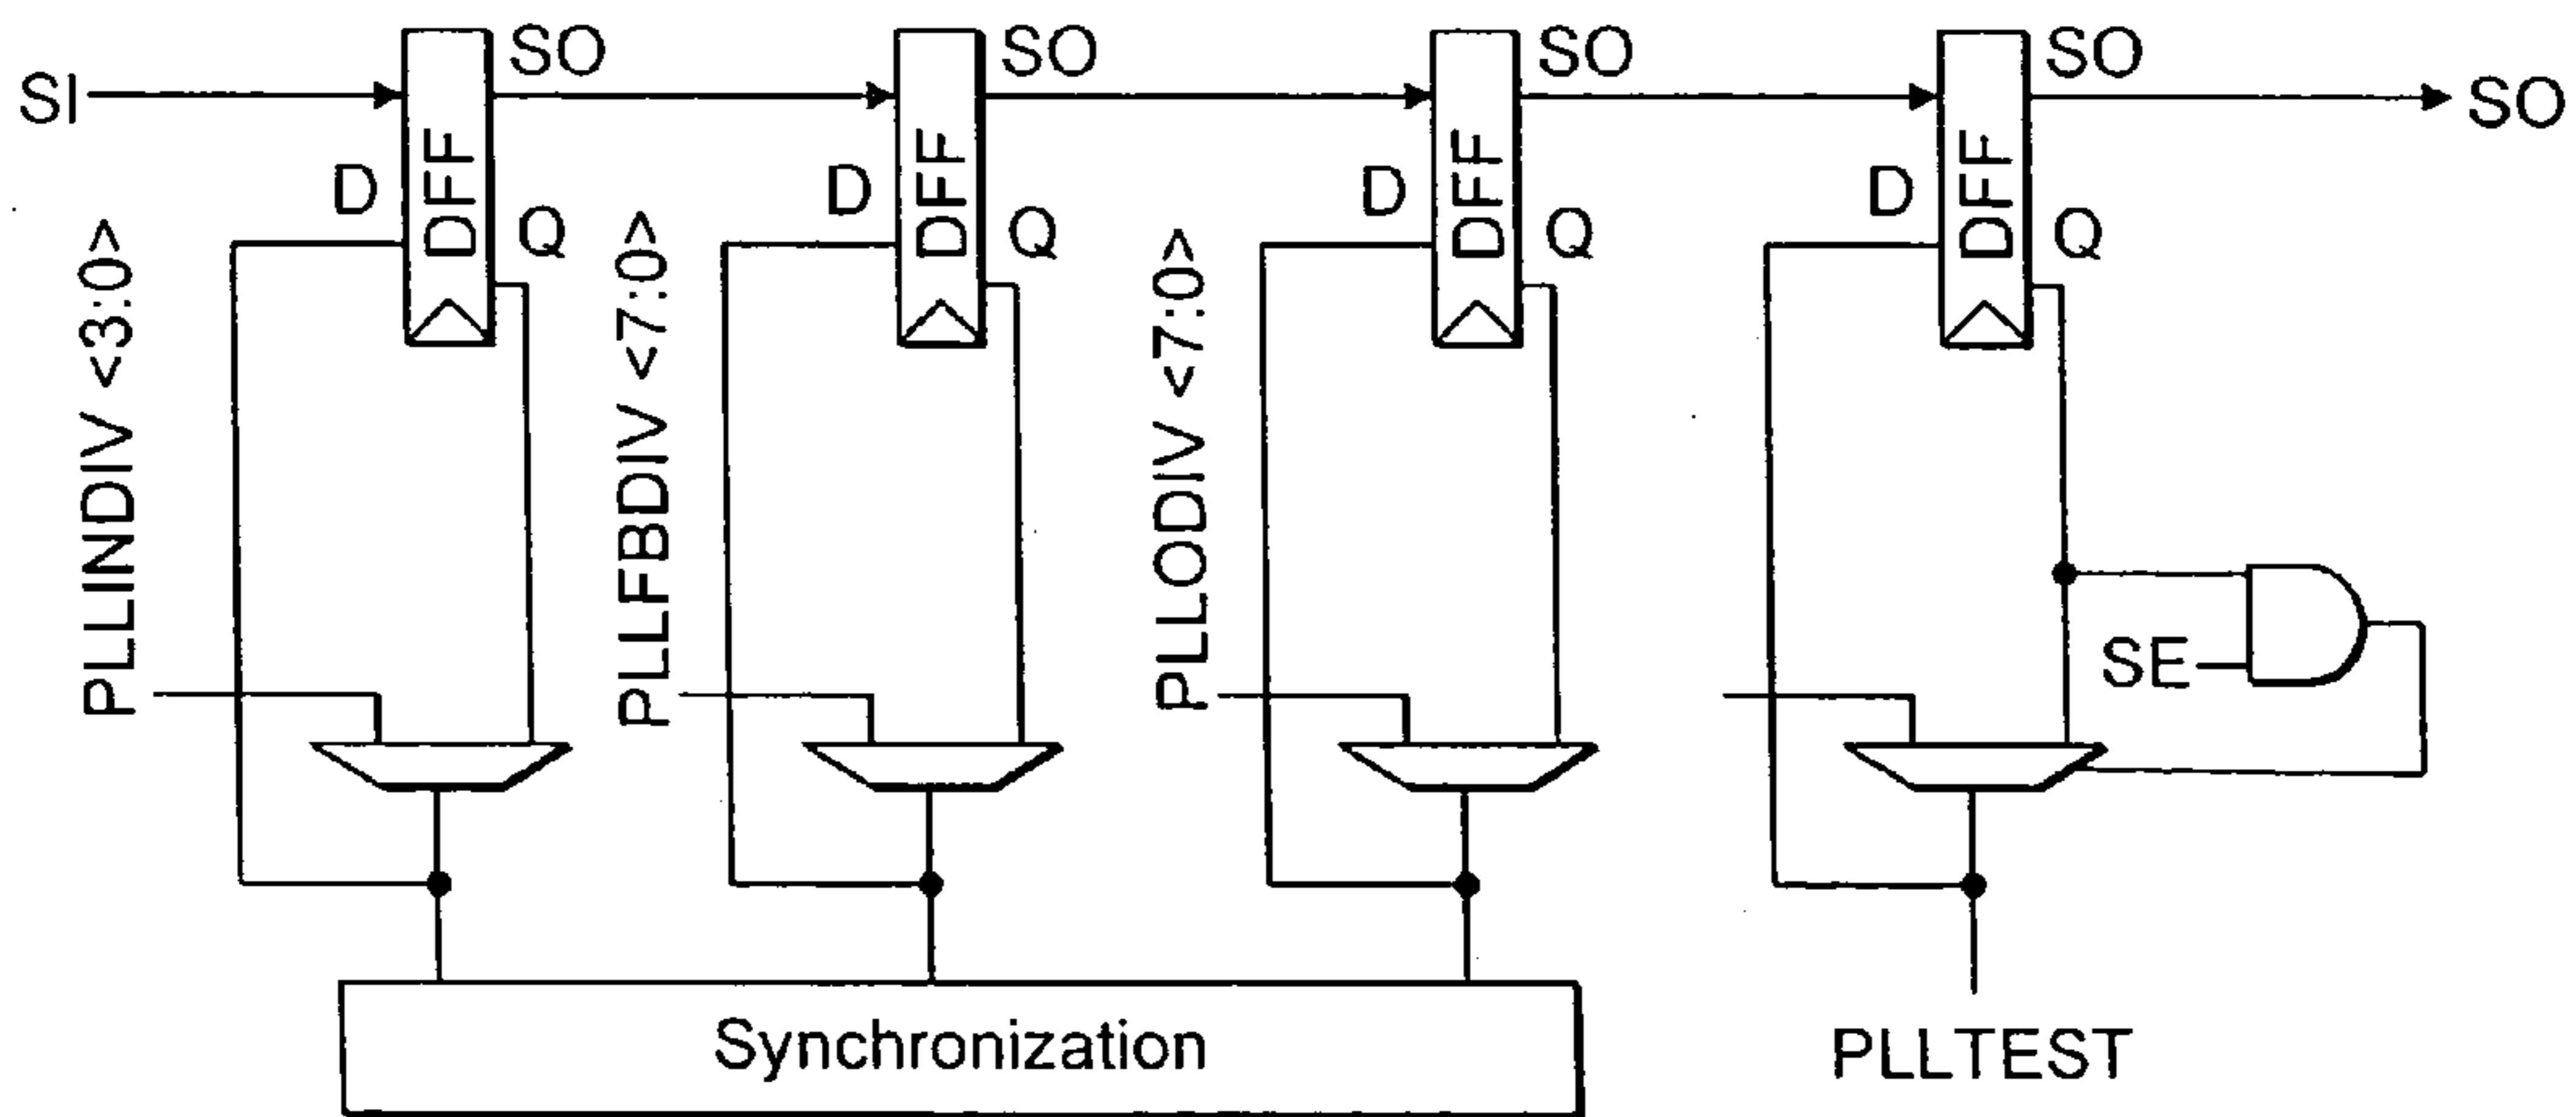 SI
SO
SO
SO
SO
SO
DFF
DFF
DFF
DFF
D
Q
D
Q
D
Q
D
Q
PLLINDIV <3:0>
PLLFBDIV <7:0>
PLLODIV <7:0>
SE
Synchronization
PLLTEST